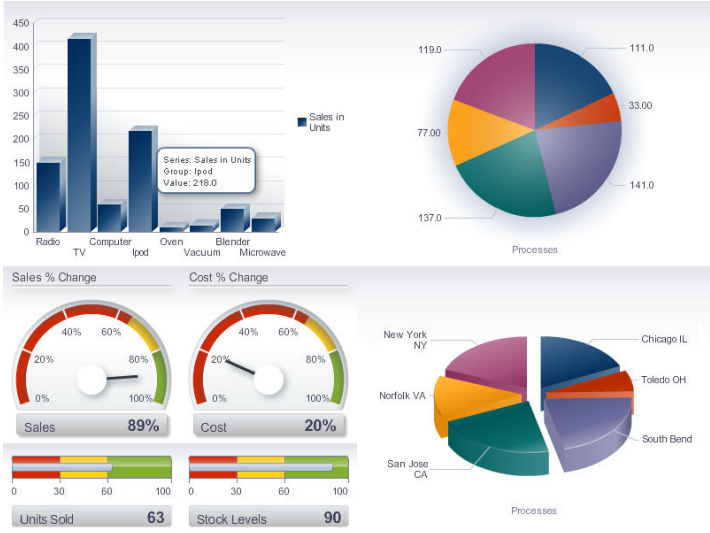 450
400
350
300
250
200
150
100
50
0
Sales in
Units
Series: Sales in Units
Group: Ipod
Value: 218.0
Radio
TV
Computer
Ipod
Oven
Vacuum
Blender
Microwave
119.0
111.0
33.00
77.00
141.0
137.0
Processes
Sales % Change
Cost % Change
40% 60%
20% 80%
0% 100%
Sales 89%
40% 60%
20% 80%
0% 100%
Cost 20%
0 30 60 100
Units Sold 63
0 30 60 100
Stock Levels 90
New York
NY
Chicago IL
Toledo OH
Norfolk VA
South Bend
San Jose
CA
Processes